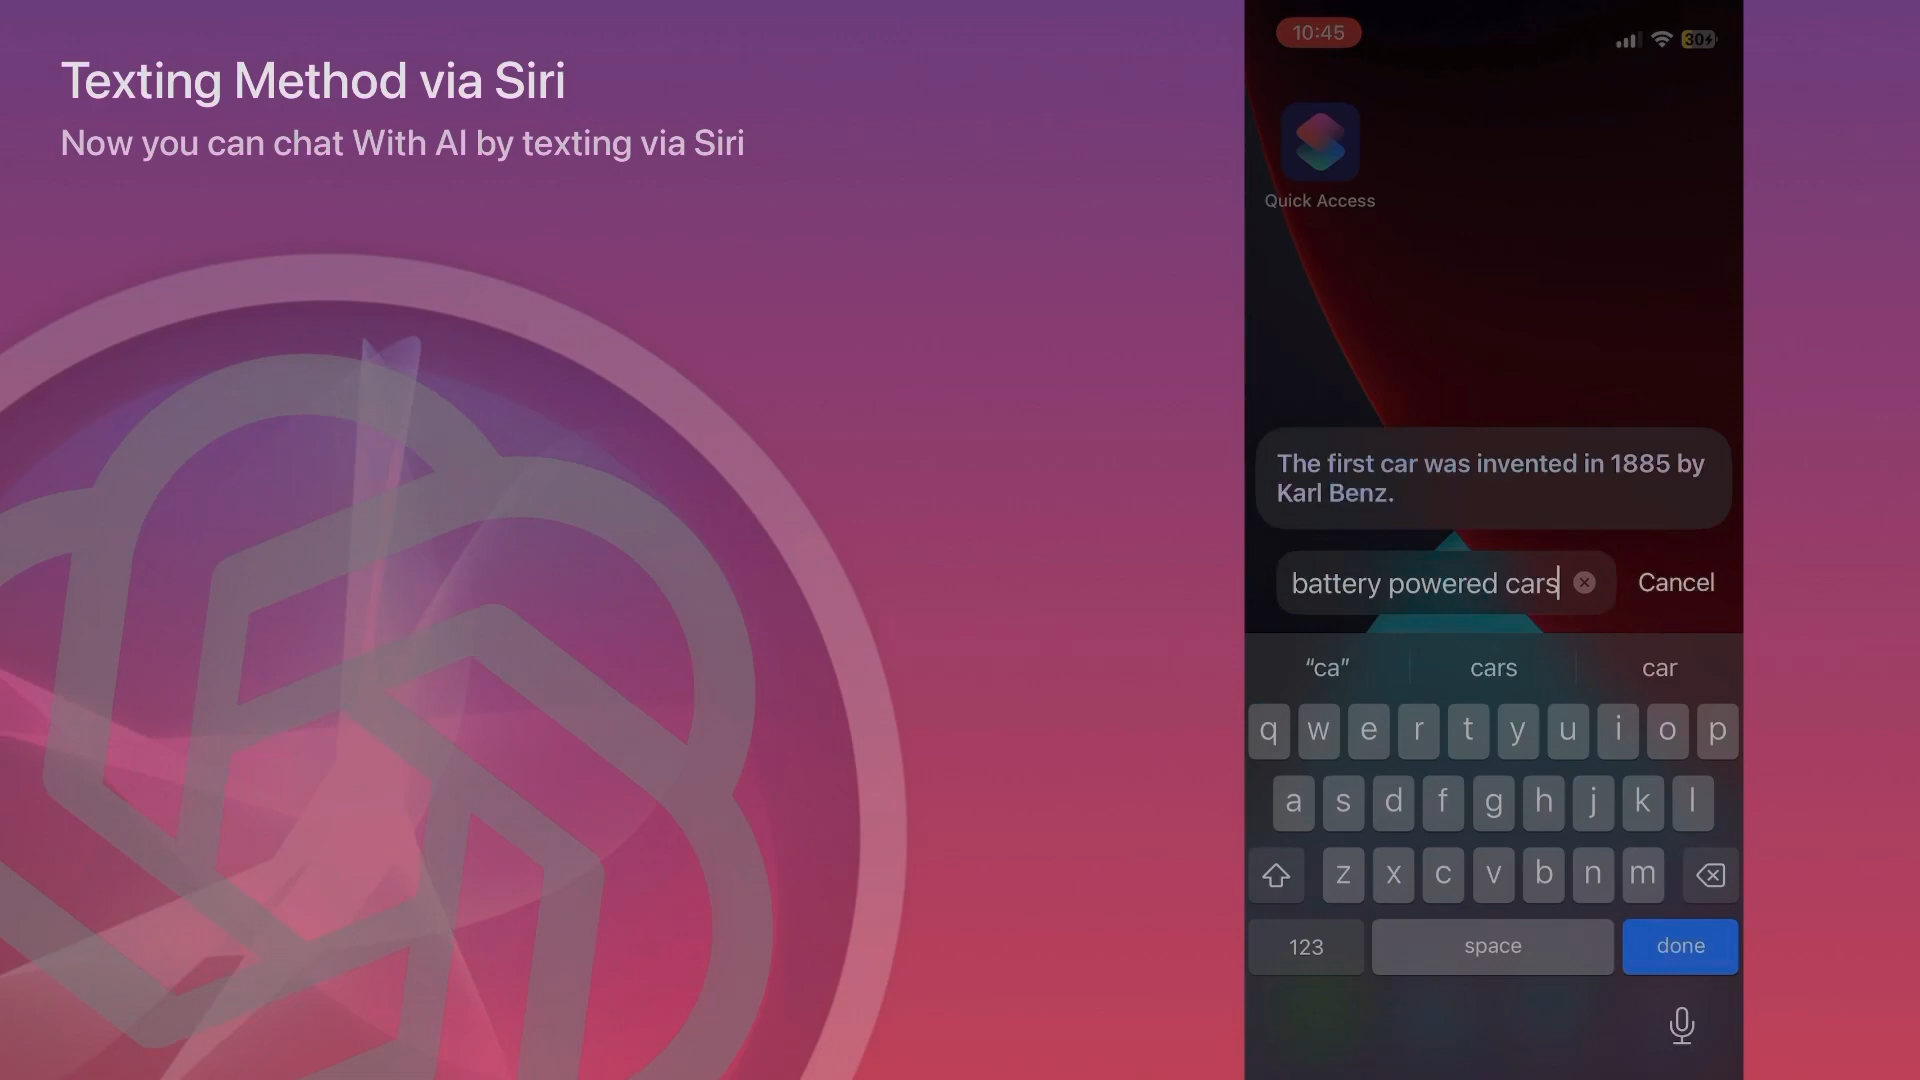 Texting Method via Siri
Now you can chat With AI by texting via Siri
10:45
30
Quick Access
The first car was invented in 1885 by
Karl Benz.
battery powered cars
Cancel
“ca” cars car
q w e r t y u i o p
a s d f g h j k l
z x c v b n m
123 space done